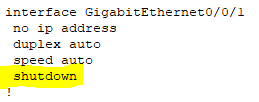 interface GigabitEthernet0/0/1
no ip address
duplex auto
speed auto
shutdown
!